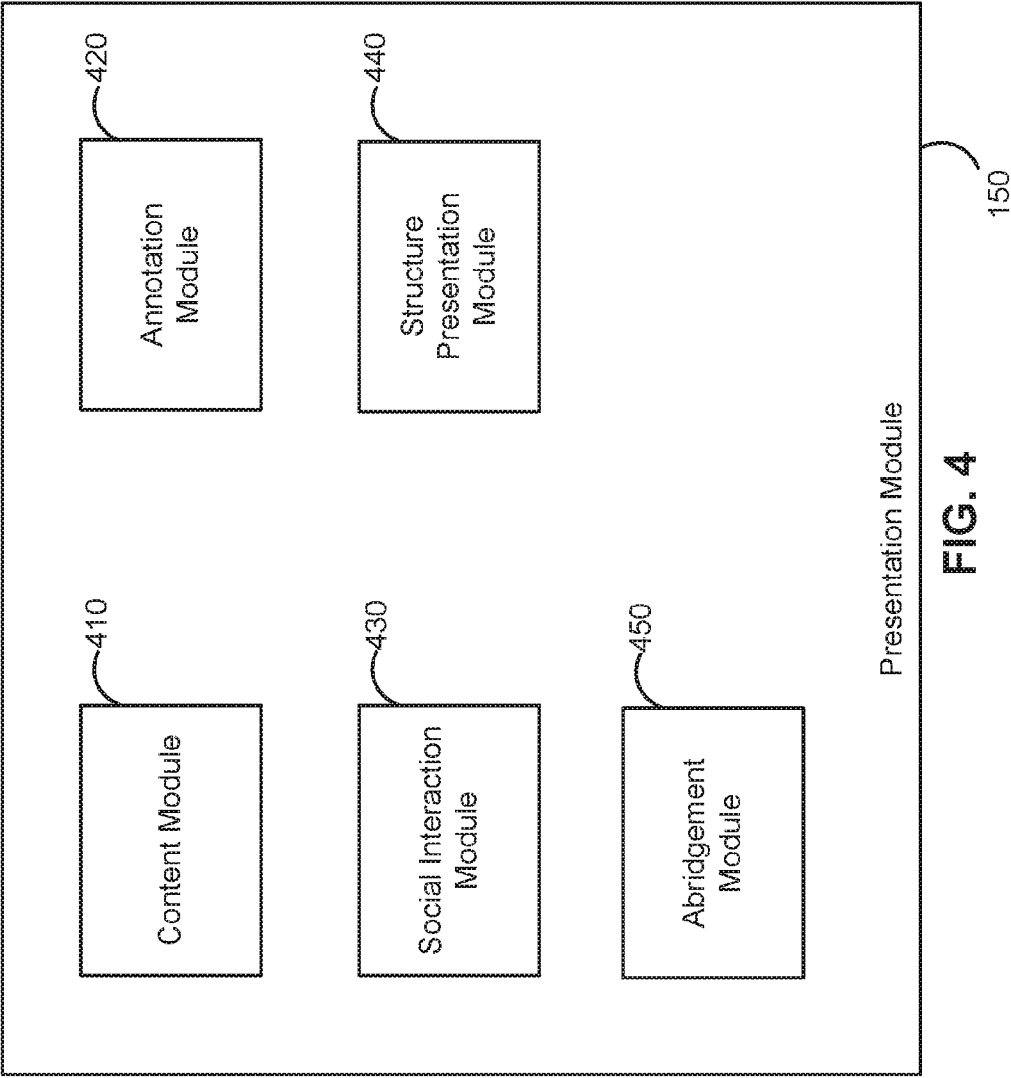 410
Content Module
420
Annotation
Module
430
Social Interaction
Module
440
Structure
Presentation
Module
450
Abridgement
Module
Presentation Module
150
FIG. 4